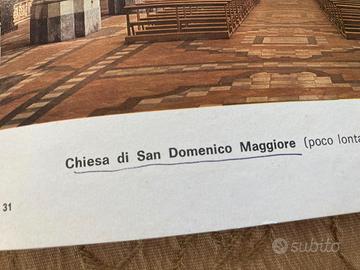 Chiesa di San Domenico Maggiore (poco lonta
31
subito